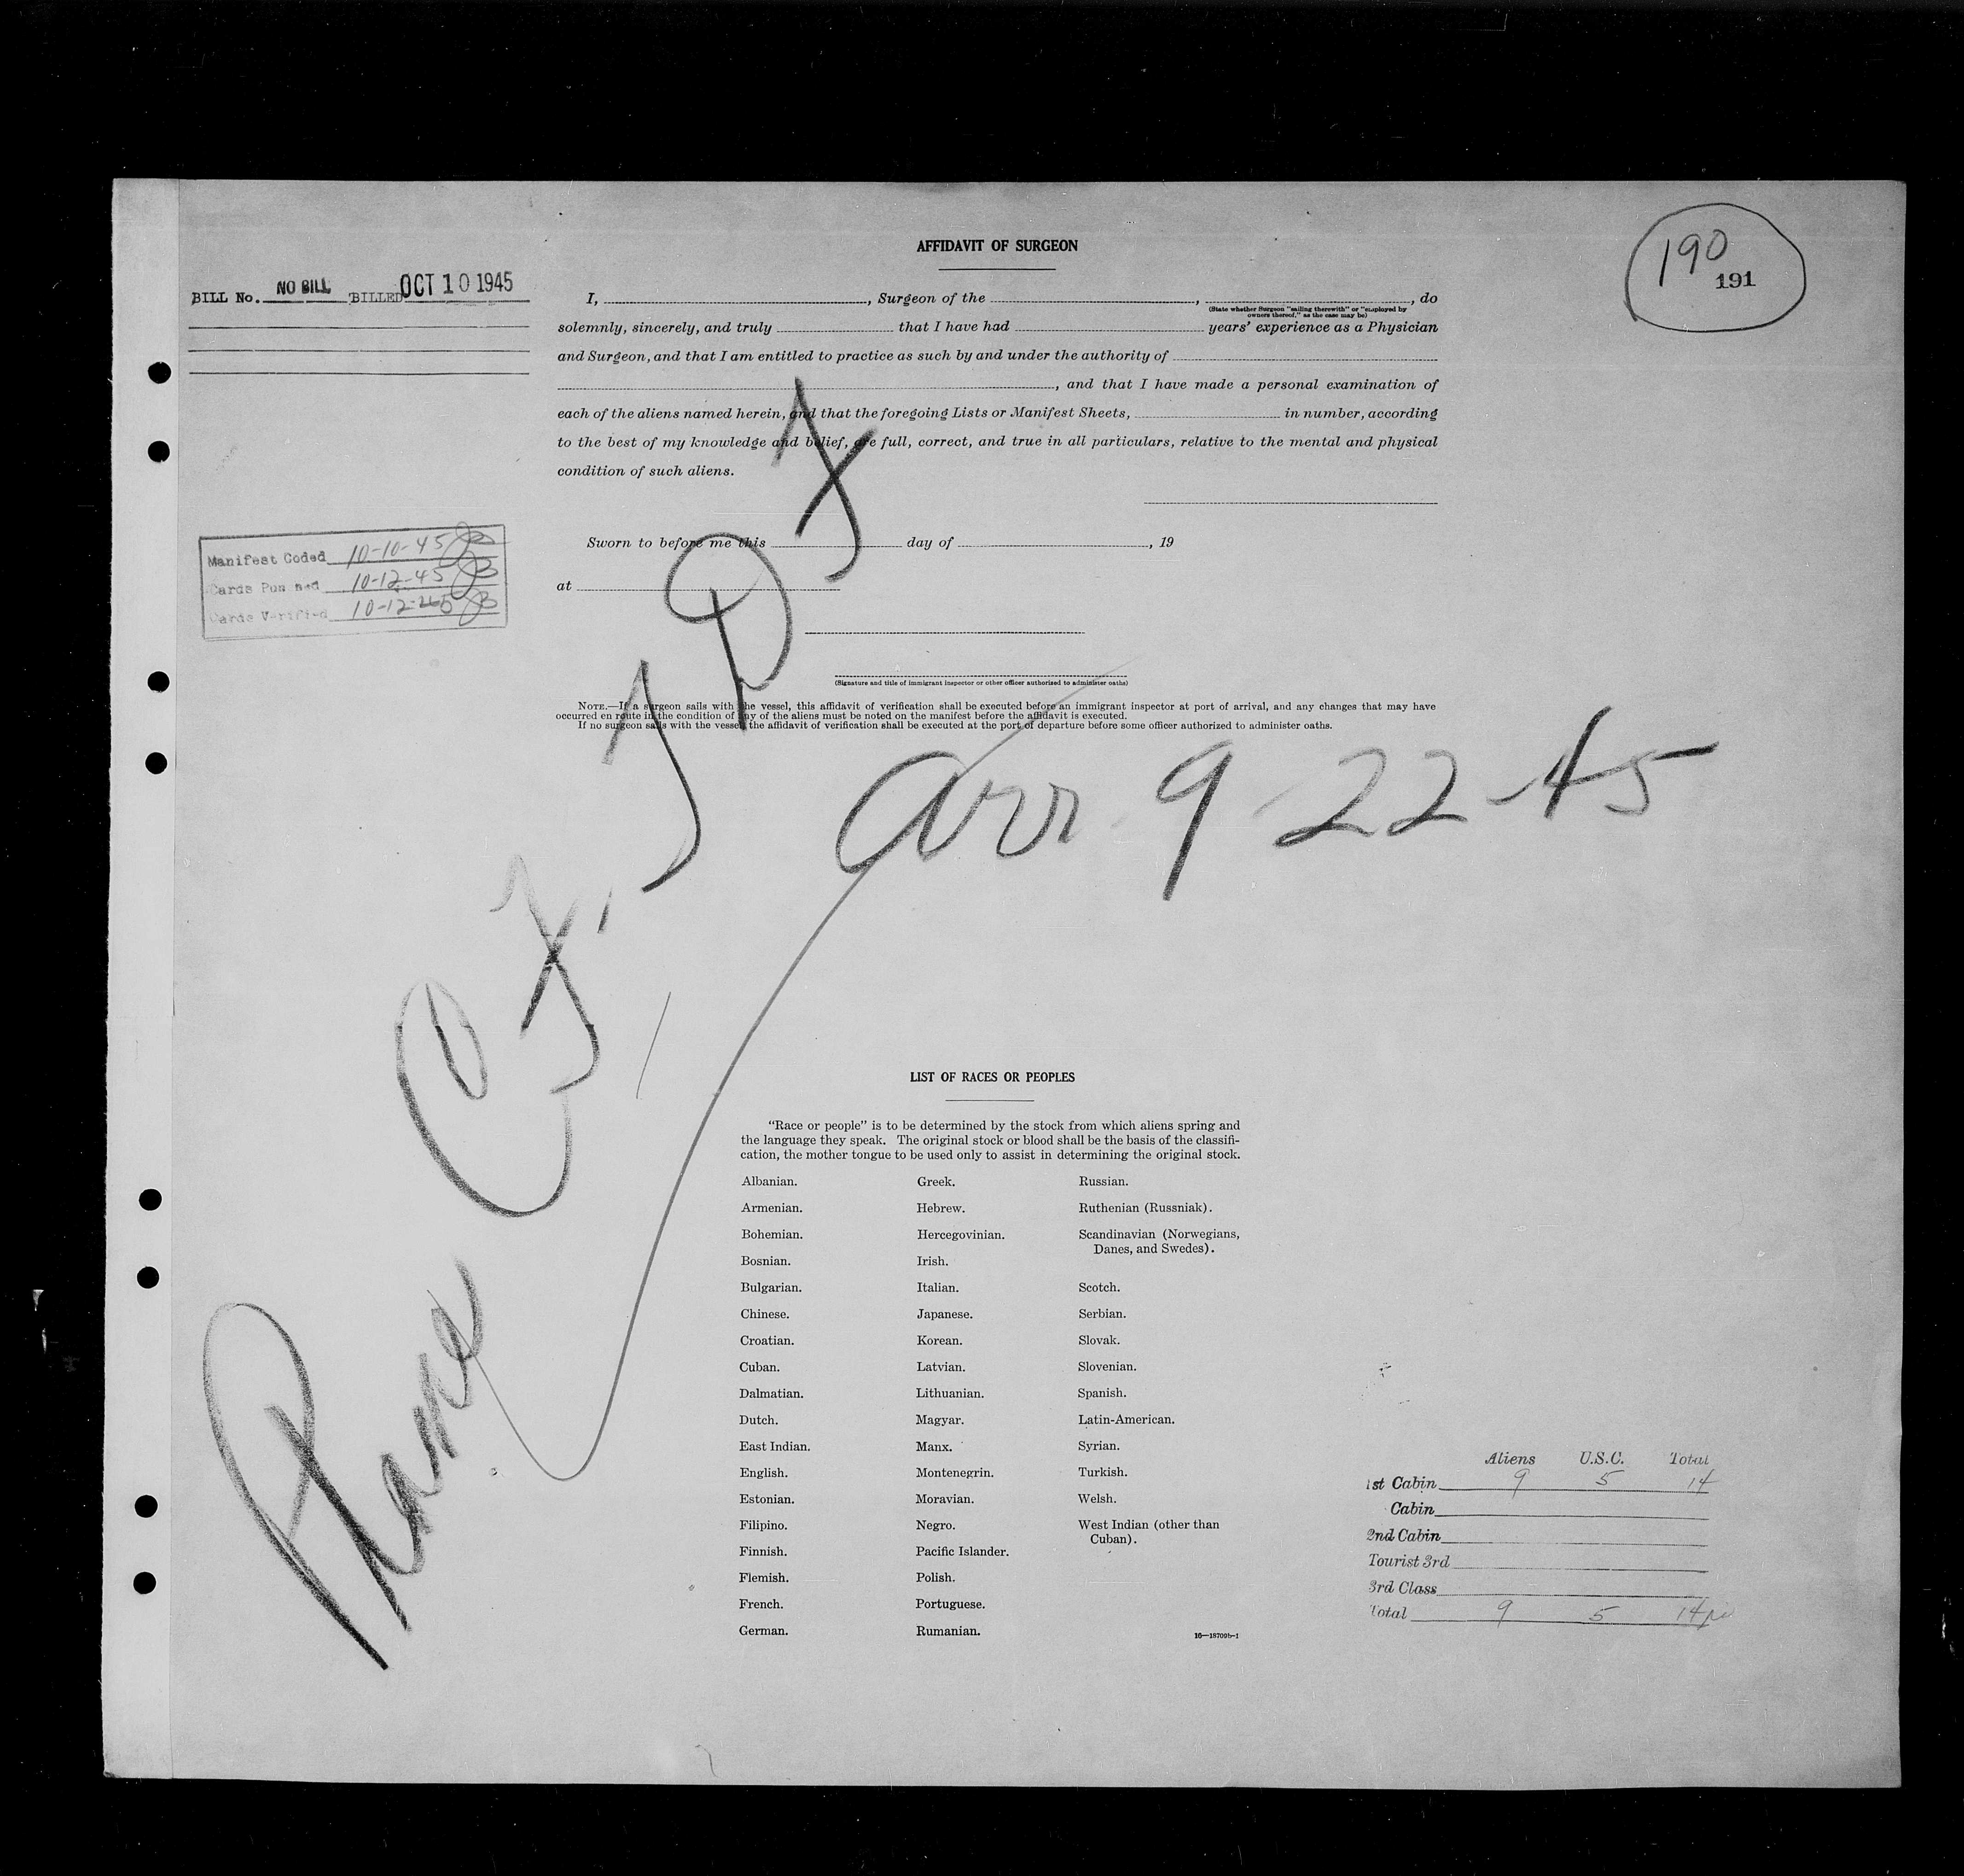 AFFIDAVIT OF SURGEON
190
191
BILL No. NO BILL BILLED OCT 10 1945
I, , Surgeon of the , , do
(State whether Surgeon "sailing therewith" or "employed by
owners thereof," as the case may be)
solemnly, sincerely, and truly that I have had years' experience as a Physician
and Surgeon, and that I am entitled to practice as such by and under the authority of
, and that I have made a personal examination of
each of the aliens named herein, and that the foregoing Lists or Manifest Sheets, in number, according
to the best of my knowledge and belief, are full, correct, and true in all particulars, relative to the mental and physical
condition of such aliens.
Manifest Coded 10-10-45
Cards Punched 10-12-45
Cards Verified 10-12-45
Sworn to before me this day of , 19
at
(Signature and title of immigrant inspector or other officer authorized to administer oaths)
NOTE.—If a surgeon sails with the vessel, this affidavit of verification shall be executed before an immigrant inspector at port of arrival, and any changes that may have
occurred en route in the condition of any of the aliens must be noted on the manifest before the affidavit is executed.
If no surgeon sails with the vessel the affidavit of verification shall be executed at the port of departure before some officer authorized to administer oaths.
Plane
arr 9-22-45
LIST OF RACES OR PEOPLES
"Race or people" is to be determined by the stock from which aliens spring and
the language they speak. The original stock or blood shall be the basis of the classifi-
cation, the mother tongue to be used only to assist in determining the original stock.
Albanian. Greek. Russian.
Armenian. Hebrew. Ruthenian (Russniak).
Bohemian. Hercegovinian. Scandinavian (Norwegians,
Danes, and Swedes).
Bosnian. Irish.
Bulgarian. Italian. Scotch.
Chinese. Japanese. Serbian.
Croatian. Korean. Slovak.
Cuban. Latvian. Slovenian.
Dalmatian. Lithuanian. Spanish.
Dutch. Magyar. Latin-American.
East Indian. Manx. Syrian.
English. Montenegrin. Turkish.
Estonian. Moravian. Welsh.
Filipino. Negro. West Indian (other than
Cuban).
Finnish. Pacific Islander.
Flemish. Polish.
French. Portuguese.
German. Rumanian.
16—18709b-1
Aliens U.S.C. Total
1st Cabin 9 5 14
Cabin
2nd Cabin
Tourist 3rd
3rd Class
Total 9 5 14